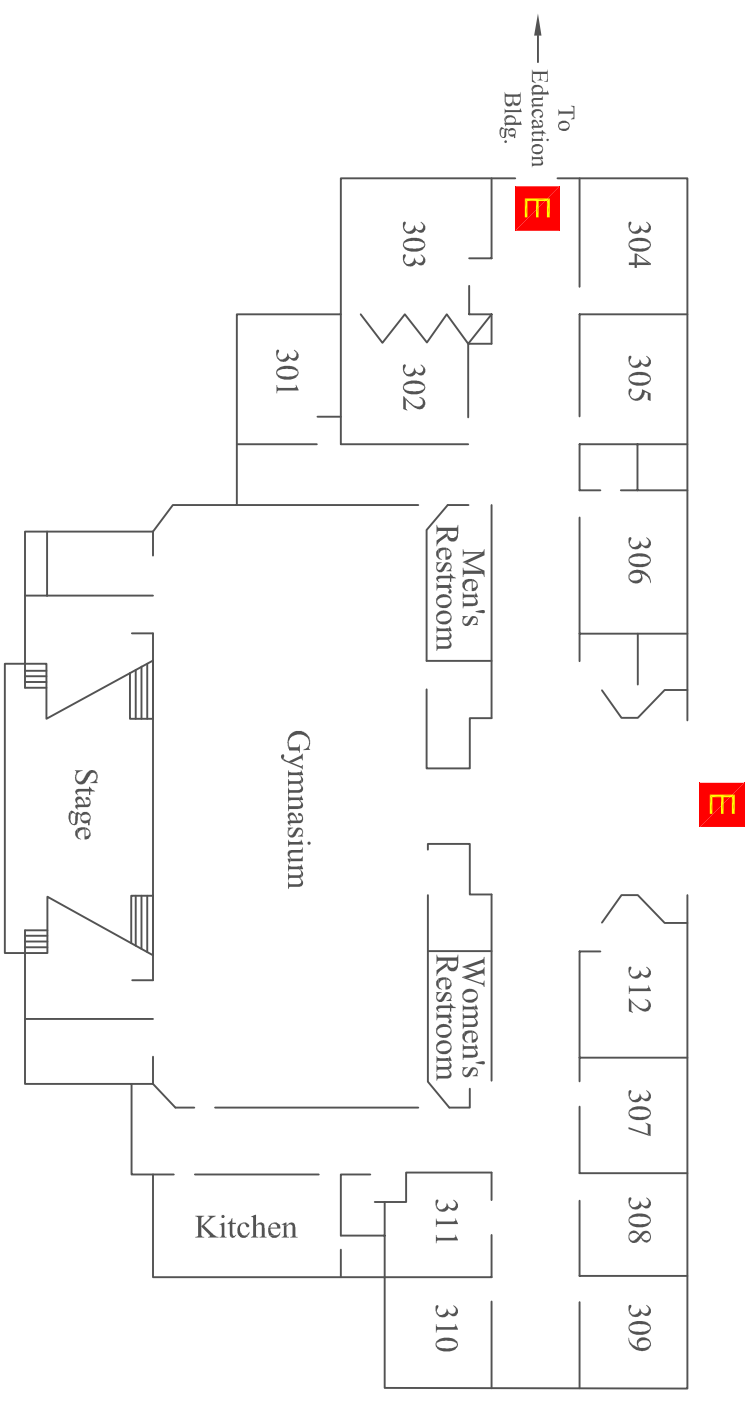 To
Education
Bldg.
E
304
303
305
302
301
306
Men's
Restroom
E
Gymnasium
Stage
312
Women's
Restroom
307
308
311
Kitchen
309
310